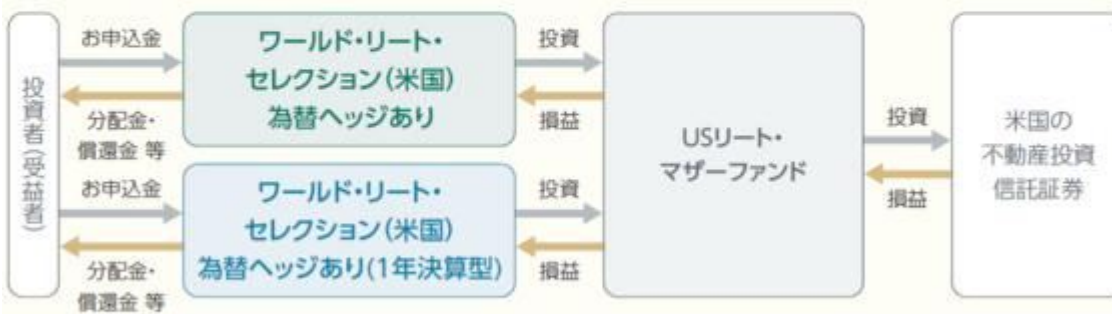 投資者(受益者)
お申込金
分配金・
償還金 等
ワールド・リート・
セレクション(米国)
為替ヘッジあり
投資
損益
お申込金
分配金・
償還金 等
ワールド・リート・
セレクション(米国)
為替ヘッジあり(1年決算型)
投資
損益
USリート・
マザーファンド
投資
損益
米国の
不動産投資
信託証券